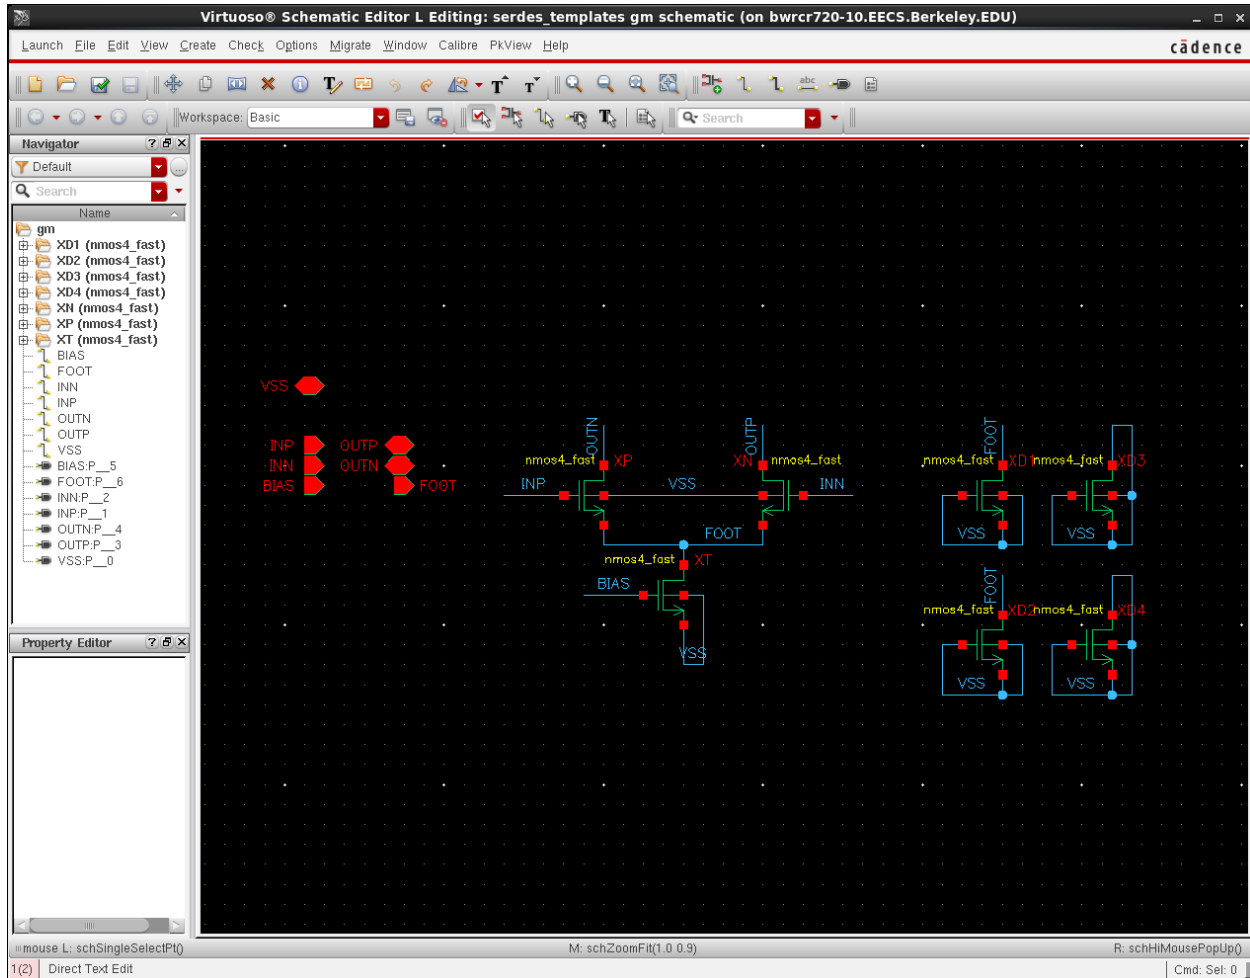 Virtuoso® Schematic Editor L Editing: serdes_templates gm schematic (on bwrcr720-10.EECS.Berkeley.EDU)
Launch File Edit View Create Check Options Migrate Window Calibre PkView Help
cādence
abc
Workspace: Basic
Search
Navigator
Default
Search
Name
gm
XD1 (nmos4_fast)
XD2 (nmos4_fast)
XD3 (nmos4_fast)
XD4 (nmos4_fast)
XN (nmos4_fast)
XP (nmos4_fast)
XT (nmos4_fast)
BIAS
FOOT
INN
INP
OUTN
OUTP
VSS
BIAS:P__5
FOOT:P__6
INN:P__2
INP:P__1
OUTN:P__4
OUTP:P__3
VSS:P__0
Property Editor
VSS
INP OUTP
INN OUTN
BIAS FOOT
OUTN OUTP
nmos4_fast XP XN nmos4_fast
INP VSS INN
FOOT
nmos4_fast XT
BIAS
VSS
FOOT
nmos4_fast XD1 nmos4_fast XD3
VSS VSS
FOOT
nmos4_fast XD2 nmos4_fast XD4
VSS VSS
mouse L: schSingleSelectPt() M: schZoomFit(1.0 0.9) R: schHiMousePopUp()
1(2) Direct Text Edit Cmd: Sel: 0